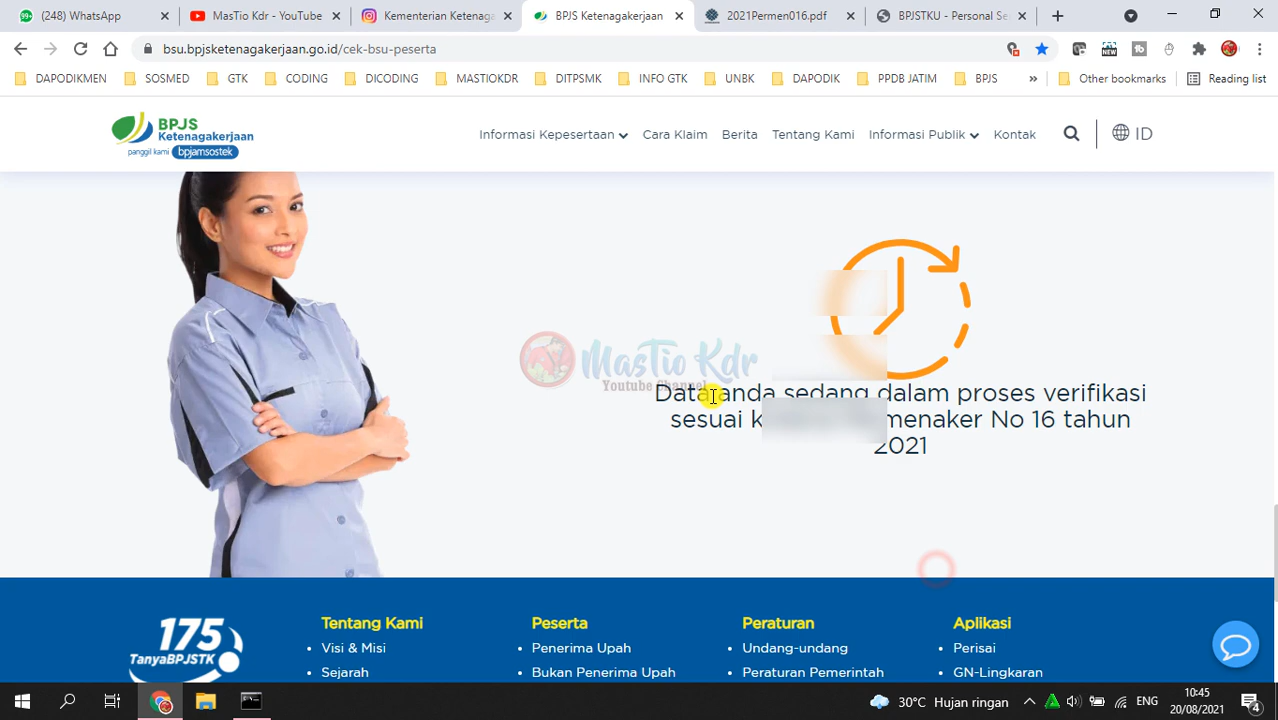 (248) WhatsApp
MasTio Kdr - YouTube
Kementerian Ketenaga
BPJS Ketenagakerjaan
2021Permen016.pdf
BPJSTKU - Personal Se
bsu.bpjsketenagakerjaan.go.id/cek-bsu-peserta
DAPODIKMEN
SOSMED
GTK
CODING
DICODING
MASTIOKDR
DITPSMK
INFO GTK
UNBK
DAPODIK
PPDB JATIM
BPJS
»
Other bookmarks
Reading list
BPJS
Ketenagakerjaan
panggil kami bpjamsostek
Informasi Kepesertaan
Cara Klaim
Berita
Tentang Kami
Informasi Publik
Kontak
ID
MasTio Kdr
Youtube Channel
Data anda sedang dalam proses verifikasi
sesuai menaker No 16 tahun
2021
175
TanyaBPJSTK
Tentang Kami
Visi & Misi
Sejarah
Peserta
Penerima Upah
Bukan Penerima Upah
Peraturan
Undang-undang
Peraturan Pemerintah
Aplikasi
Perisai
GN-Lingkaran
30°C Hujan ringan
ENG
10:45
20/08/2021
4